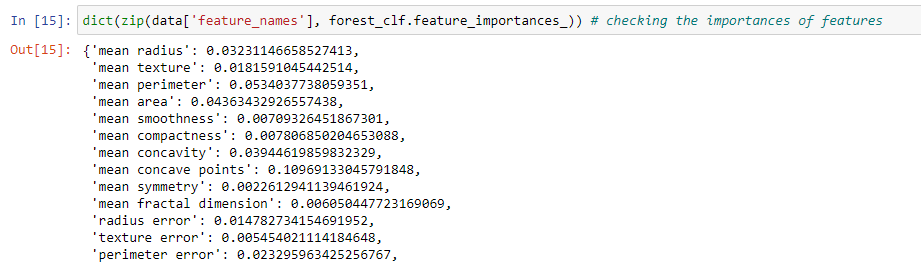 In [15]: dict(zip(data['feature_names'], forest_clf.feature_importances_)) # checking the importances of features
Out[15]: {'mean radius': 0.03231146658527413,
'mean texture': 0.0181591045442514,
'mean perimeter': 0.0534037738059351,
'mean area': 0.04363432926557438,
'mean smoothness': 0.00709326451867301,
'mean compactness': 0.007806850204653088,
'mean concavity': 0.03944619859832329,
'mean concave points': 0.10969133045791848,
'mean symmetry': 0.0022612941139461924,
'mean fractal dimension': 0.006050447723169069,
'radius error': 0.014782734154691952,
'texture error': 0.005454021114184648,
'perimeter error': 0.023295963425256767,